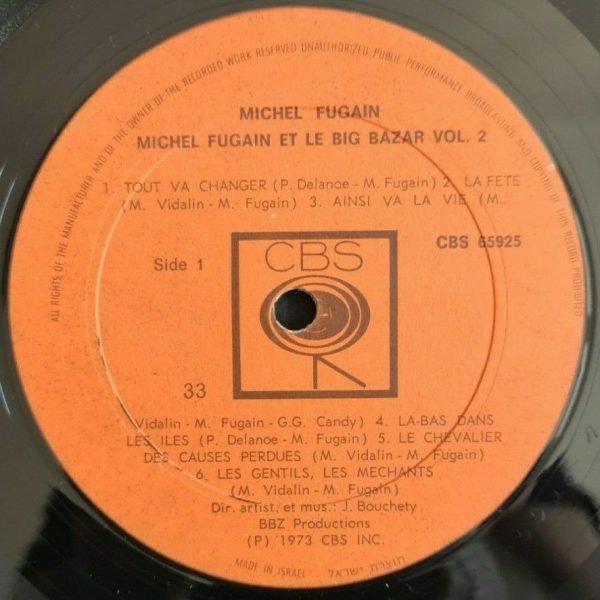 ALL RIGHTS OF THE MANUFACTURER AND OF THE OWNER OF THE RECORDED WORK RESERVED UNAUTHORIZED PUBLIC PERFORMANCE BROADCASTING AND COPYING OF THIS RECORD PROHIBITED
MICHEL FUGAIN
MICHEL FUGAIN ET LE BIG BAZAR VOL. 2
1. TOUT VA CHANGER (P. Delanoe - M. Fugain) 2. LA FETE
(M. Vidalin - M. Fugain) 3. AINSI VA LA VIE (M.
CBS 65925
Side 1
CBS
33
Vidalin - M. Fugain - G.G. Candy) 4. LA-BAS DANS
LES ILES (P. Delanoe - M. Fugain) 5. LE CHEVALIER
DES CAUSES PERDUES (M. Vidalin - M. Fugain)
6. LES GENTILS, LES MECHANTS
(M. Vidalin - M. Fugain)
Dir. artist. et mus.: J. Bouchety
BBZ Productions
(P) 1973 CBS INC.
MADE IN ISRAEL תוצרת ישראל